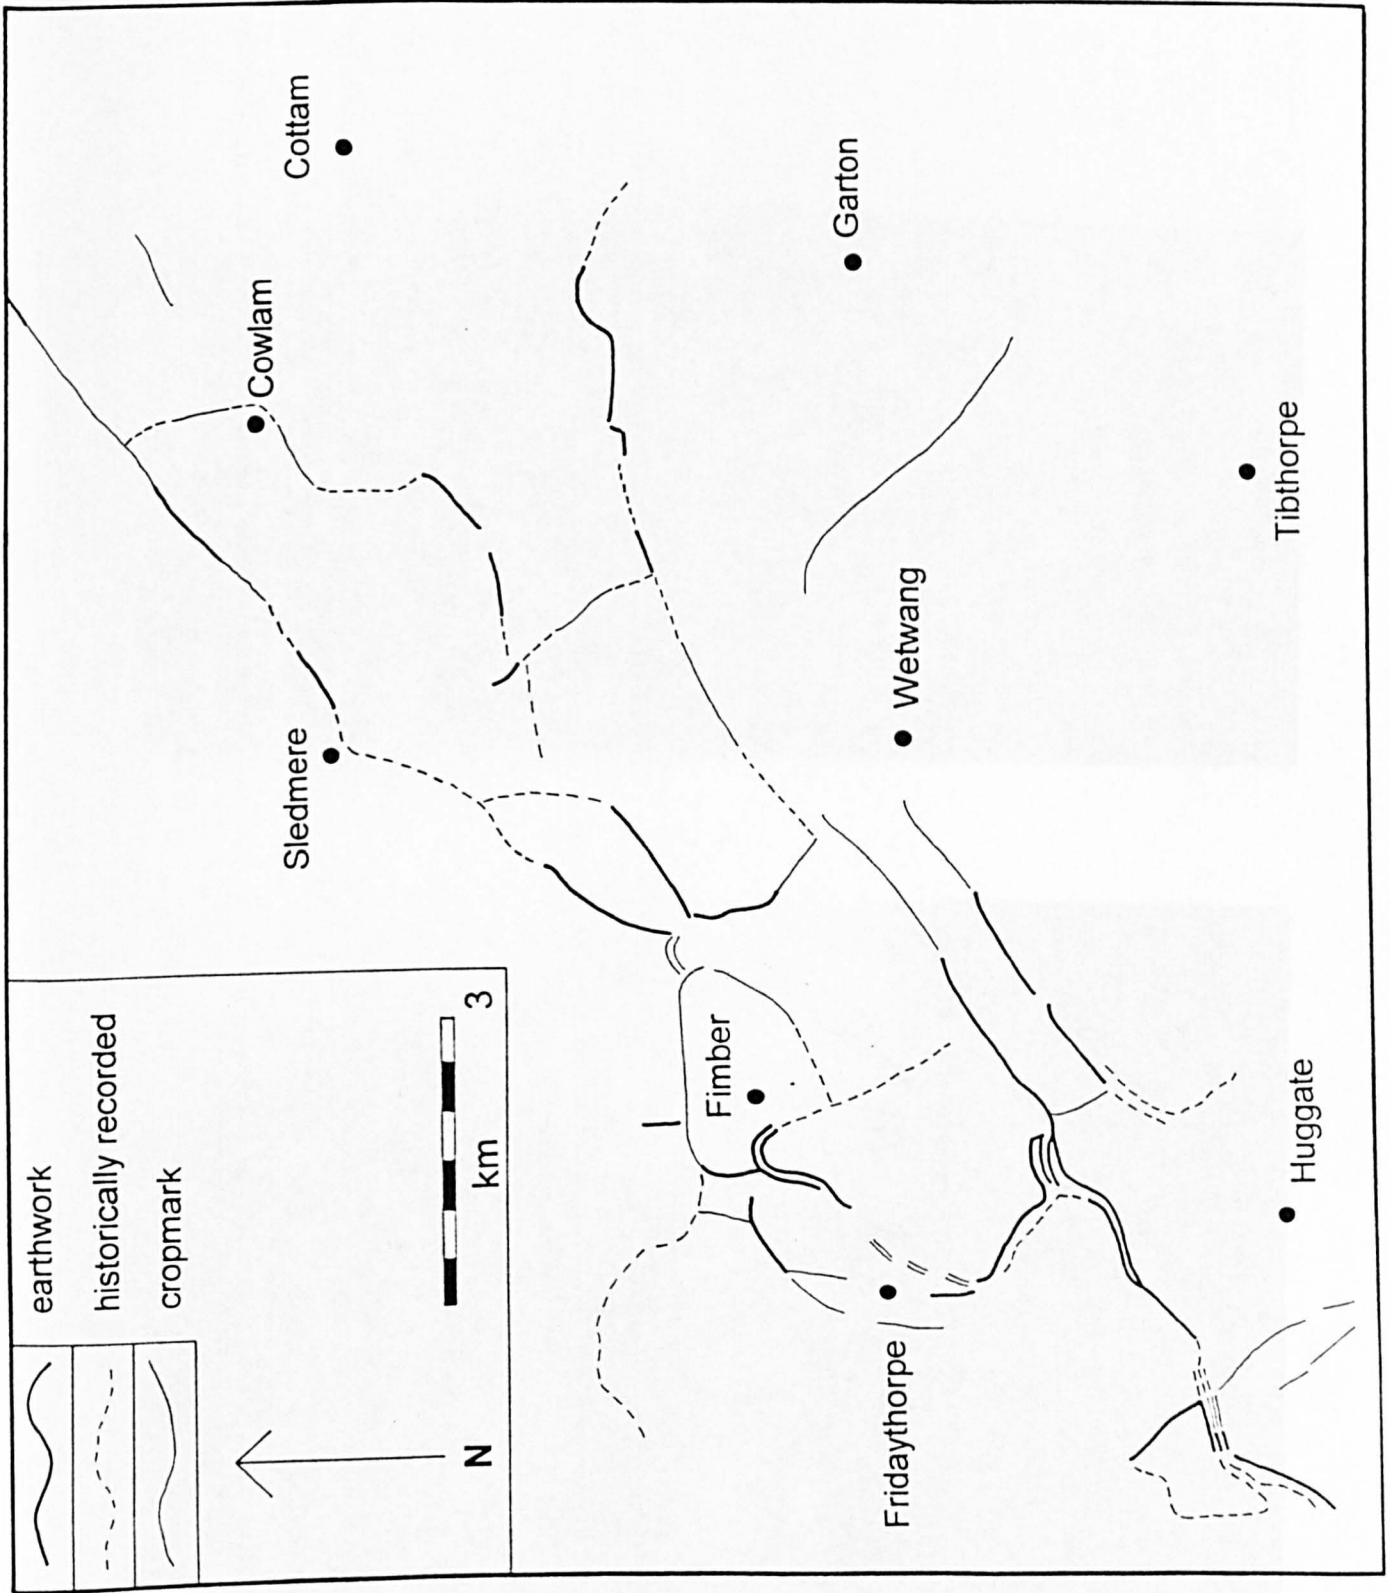 earthwork
historically recorded
cropmark
N
km
3
Sledmere
Cowlam
Cottam
Fimber
Fridaythorpe
Wetwang
Garton
Huggate
Tibthorpe